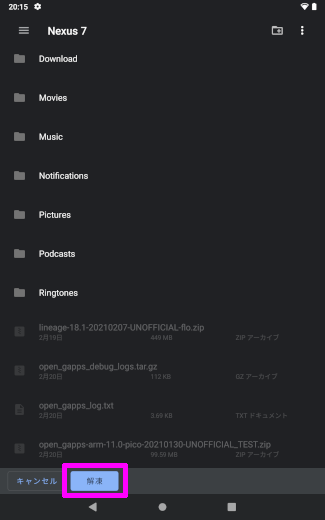 20:15
Nexus 7
Download
Movies
Music
Notifications
Pictures
Podcasts
Ringtones
lineage-18.1-20210207-UNOFFICIAL-flo.zip
2月19日 449 MB ZIP アーカイブ
open_gapps_debug_logs.tar.gz
2月20日 112 KB GZ アーカイブ
open_gapps_log.txt
2月20日 3.69 KB TXT ドキュメント
open_gapps-arm-11.0-pico-20210130-UNOFFICIAL_TEST.zip
2月20日 99.59 MB ZIP アーカイブ
キャンセル 解凍